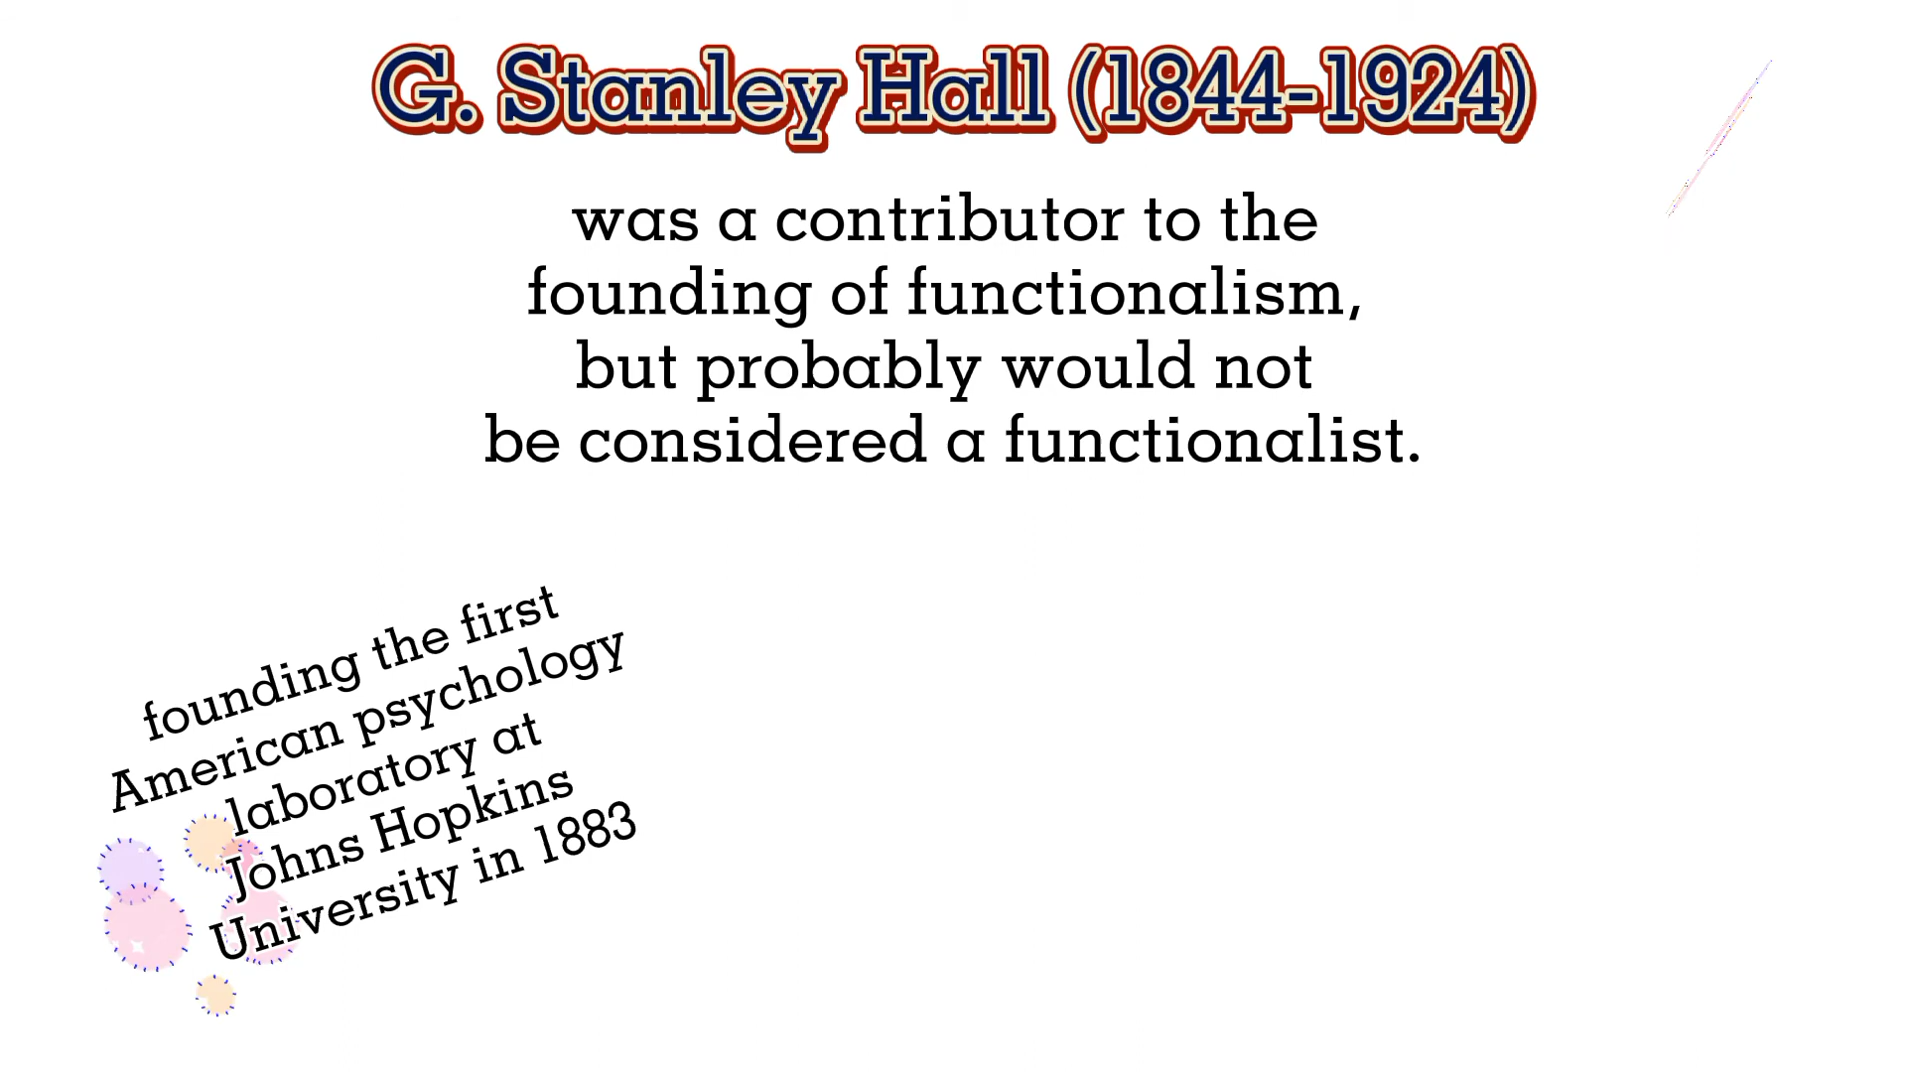 G. Stanley Hall (1844-1924)
was a contributor to the
founding of functionalism,
but probably would not
be considered a functionalist.
founding the first
American psychology
laboratory at
Johns Hopkins
University in 1883